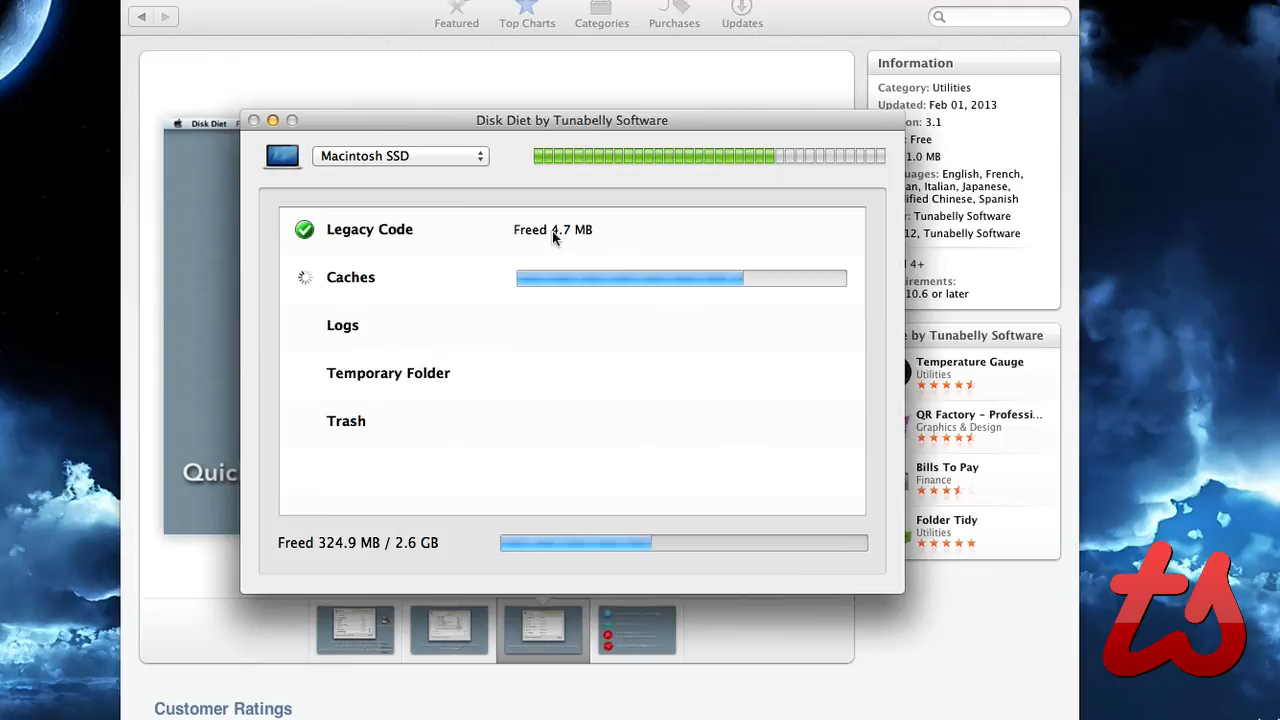 Featured
Top Charts
Categories
Purchases
Updates
Information
Category: Utilities
Updated: Feb 01, 2013
3.1
Free
1.0 MB
English, French,
Italian, Japanese,
Chinese, Spanish
Tunabelly Software
12, Tunabelly Software
4+
10.6 or later
Disk Diet
Disk Diet by Tunabelly Software
Macintosh SSD
Legacy Code
Freed 4.7 MB
Caches
Logs
Temporary Folder
Trash
Freed 324.9 MB / 2.6 GB
by Tunabelly Software
Temperature Gauge
Utilities
QR Factory - Professi...
Graphics & Design
Bills To Pay
Finance
Folder Tidy
Utilities
Customer Ratings